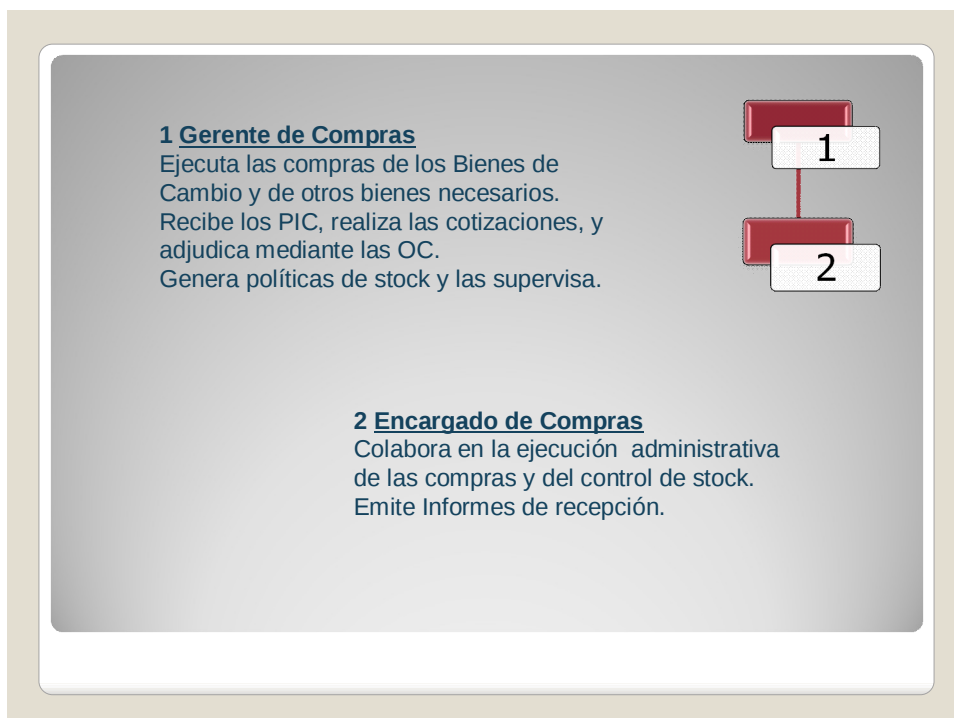 1 Gerente de Compras
Ejecuta las compras de los Bienes de
Cambio y de otros bienes necesarios.
Recibe los PIC, realiza las cotizaciones, y
adjudica mediante las OC.
Genera políticas de stock y las supervisa.
1
2
2 Encargado de Compras
Colabora en la ejecución  administrativa
de las compras y del control de stock.
Emite Informes de recepción.